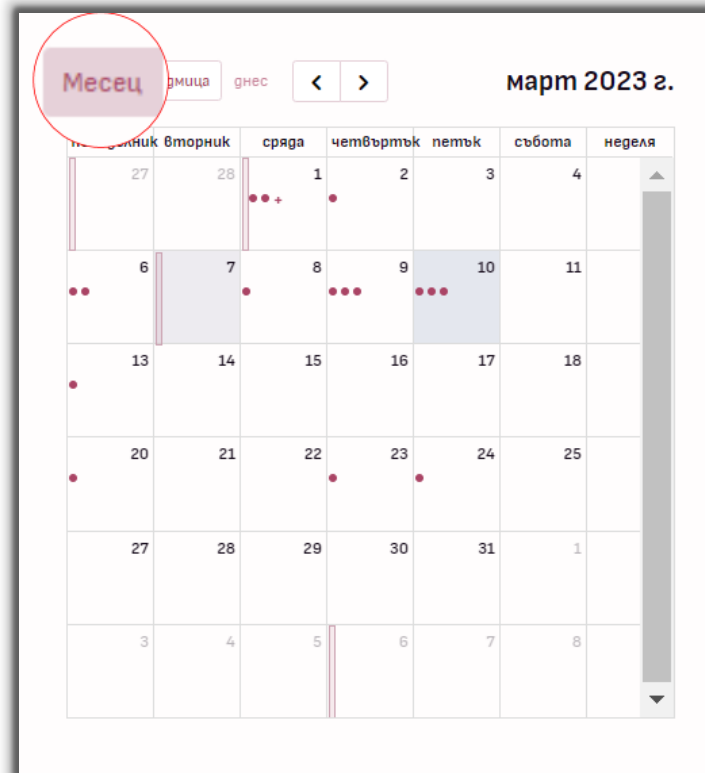 Месец днес март 2023 г.
вторник сряда четвъртък петък събота неделя
27 28 1 2 3 4
6 7 8 9 10 11
13 14 15 16 17 18
20 21 22 23 24 25
27 28 29 30 31 1
3 4 5 6 7 8